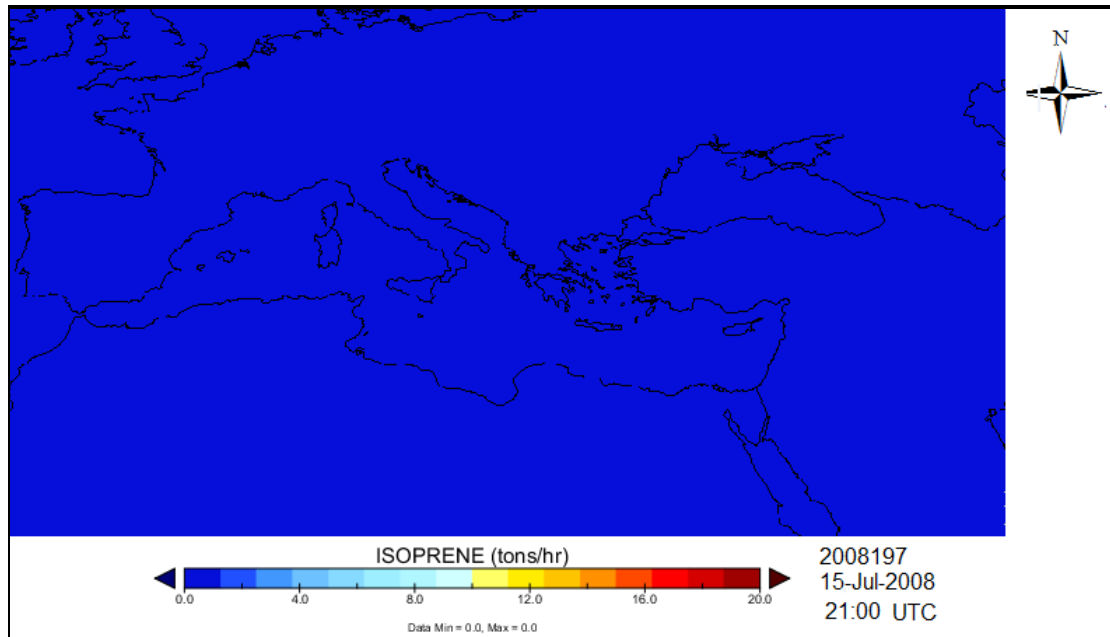 N
ISOPRENE (tons/hr)
0.0 4.0 8.0 12.0 16.0 20.0
Data Min = 0.0, Max = 0.0
2008197
15-Jul-2008
21:00 UTC